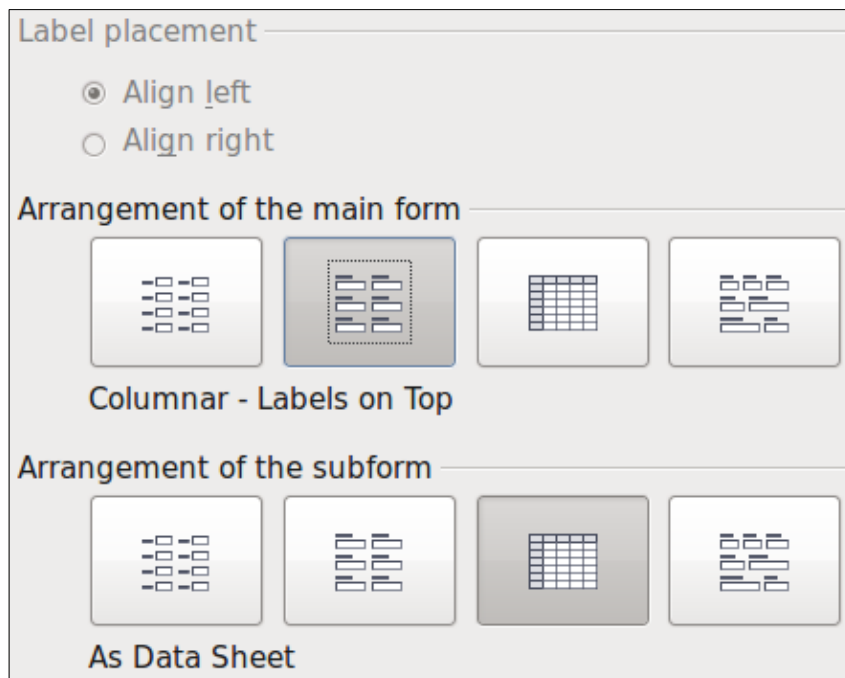 Label placement
Align left
Align right
Arrangement of the main form
Columnar - Labels on Top
Arrangement of the subform
As Data Sheet